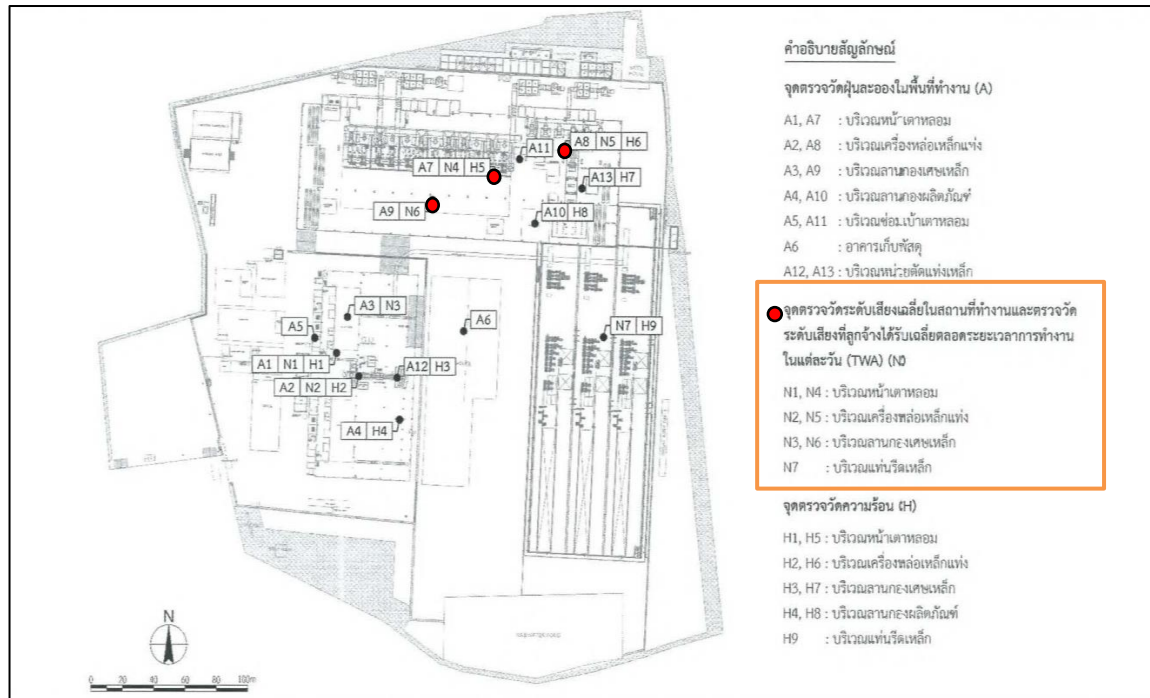 คำอธิบายสัญลักษณ์
จุดตรวจวัดฝุ่นละอองในพื้นที่ทำงาน (A)
A1, A7 : บริเวณหน้าเตาหลอม
A2, A8 : บริเวณเครื่องหล่อเหล็กแท่ง
A3, A9 : บริเวณลานกองเศษเหล็ก
A4, A10 : บริเวณลานกองผลิตภัณฑ์
A5, A11 : บริเวณซ่อมเบ้าเตาหลอม
A6 : อาคารเก็บพัสดุ
A12, A13 : บริเวณหน่วยตัดแท่งเหล็ก
จุดตรวจวัดระดับเสียงเฉลี่ยในสถานที่ทำงานและตรวจวัด
ระดับเสียงที่ลูกจ้างได้รับเฉลี่ยตลอดระยะเวลาการทำงาน
ในแต่ละวัน (TWA) (N)
N1, N4 : บริเวณหน้าเตาหลอม
N2, N5 : บริเวณเครื่องหล่อเหล็กแท่ง
N3, N6 : บริเวณลานกองเศษเหล็ก
N7 : บริเวณแท่นรีดเหล็ก
จุดตรวจวัดความร้อน (H)
H1, H5 : บริเวณหน้าเตาหลอม
H2, H6 : บริเวณเครื่องหล่อเหล็กแท่ง
H3, H7 : บริเวณลานกองเศษเหล็ก
H4, H8 : บริเวณลานกองผลิตภัณฑ์
H9 : บริเวณแท่นรีดเหล็ก
A8 N5 H6
A11
A7 N4 H5
A13 H7
A9 N6
A10 H8
A3 N3
A6
N7 H9
A5
A1 N1 H1
A12 H3
A2 N2 H2
A4 H4
N
0 20 40 60 80 100m